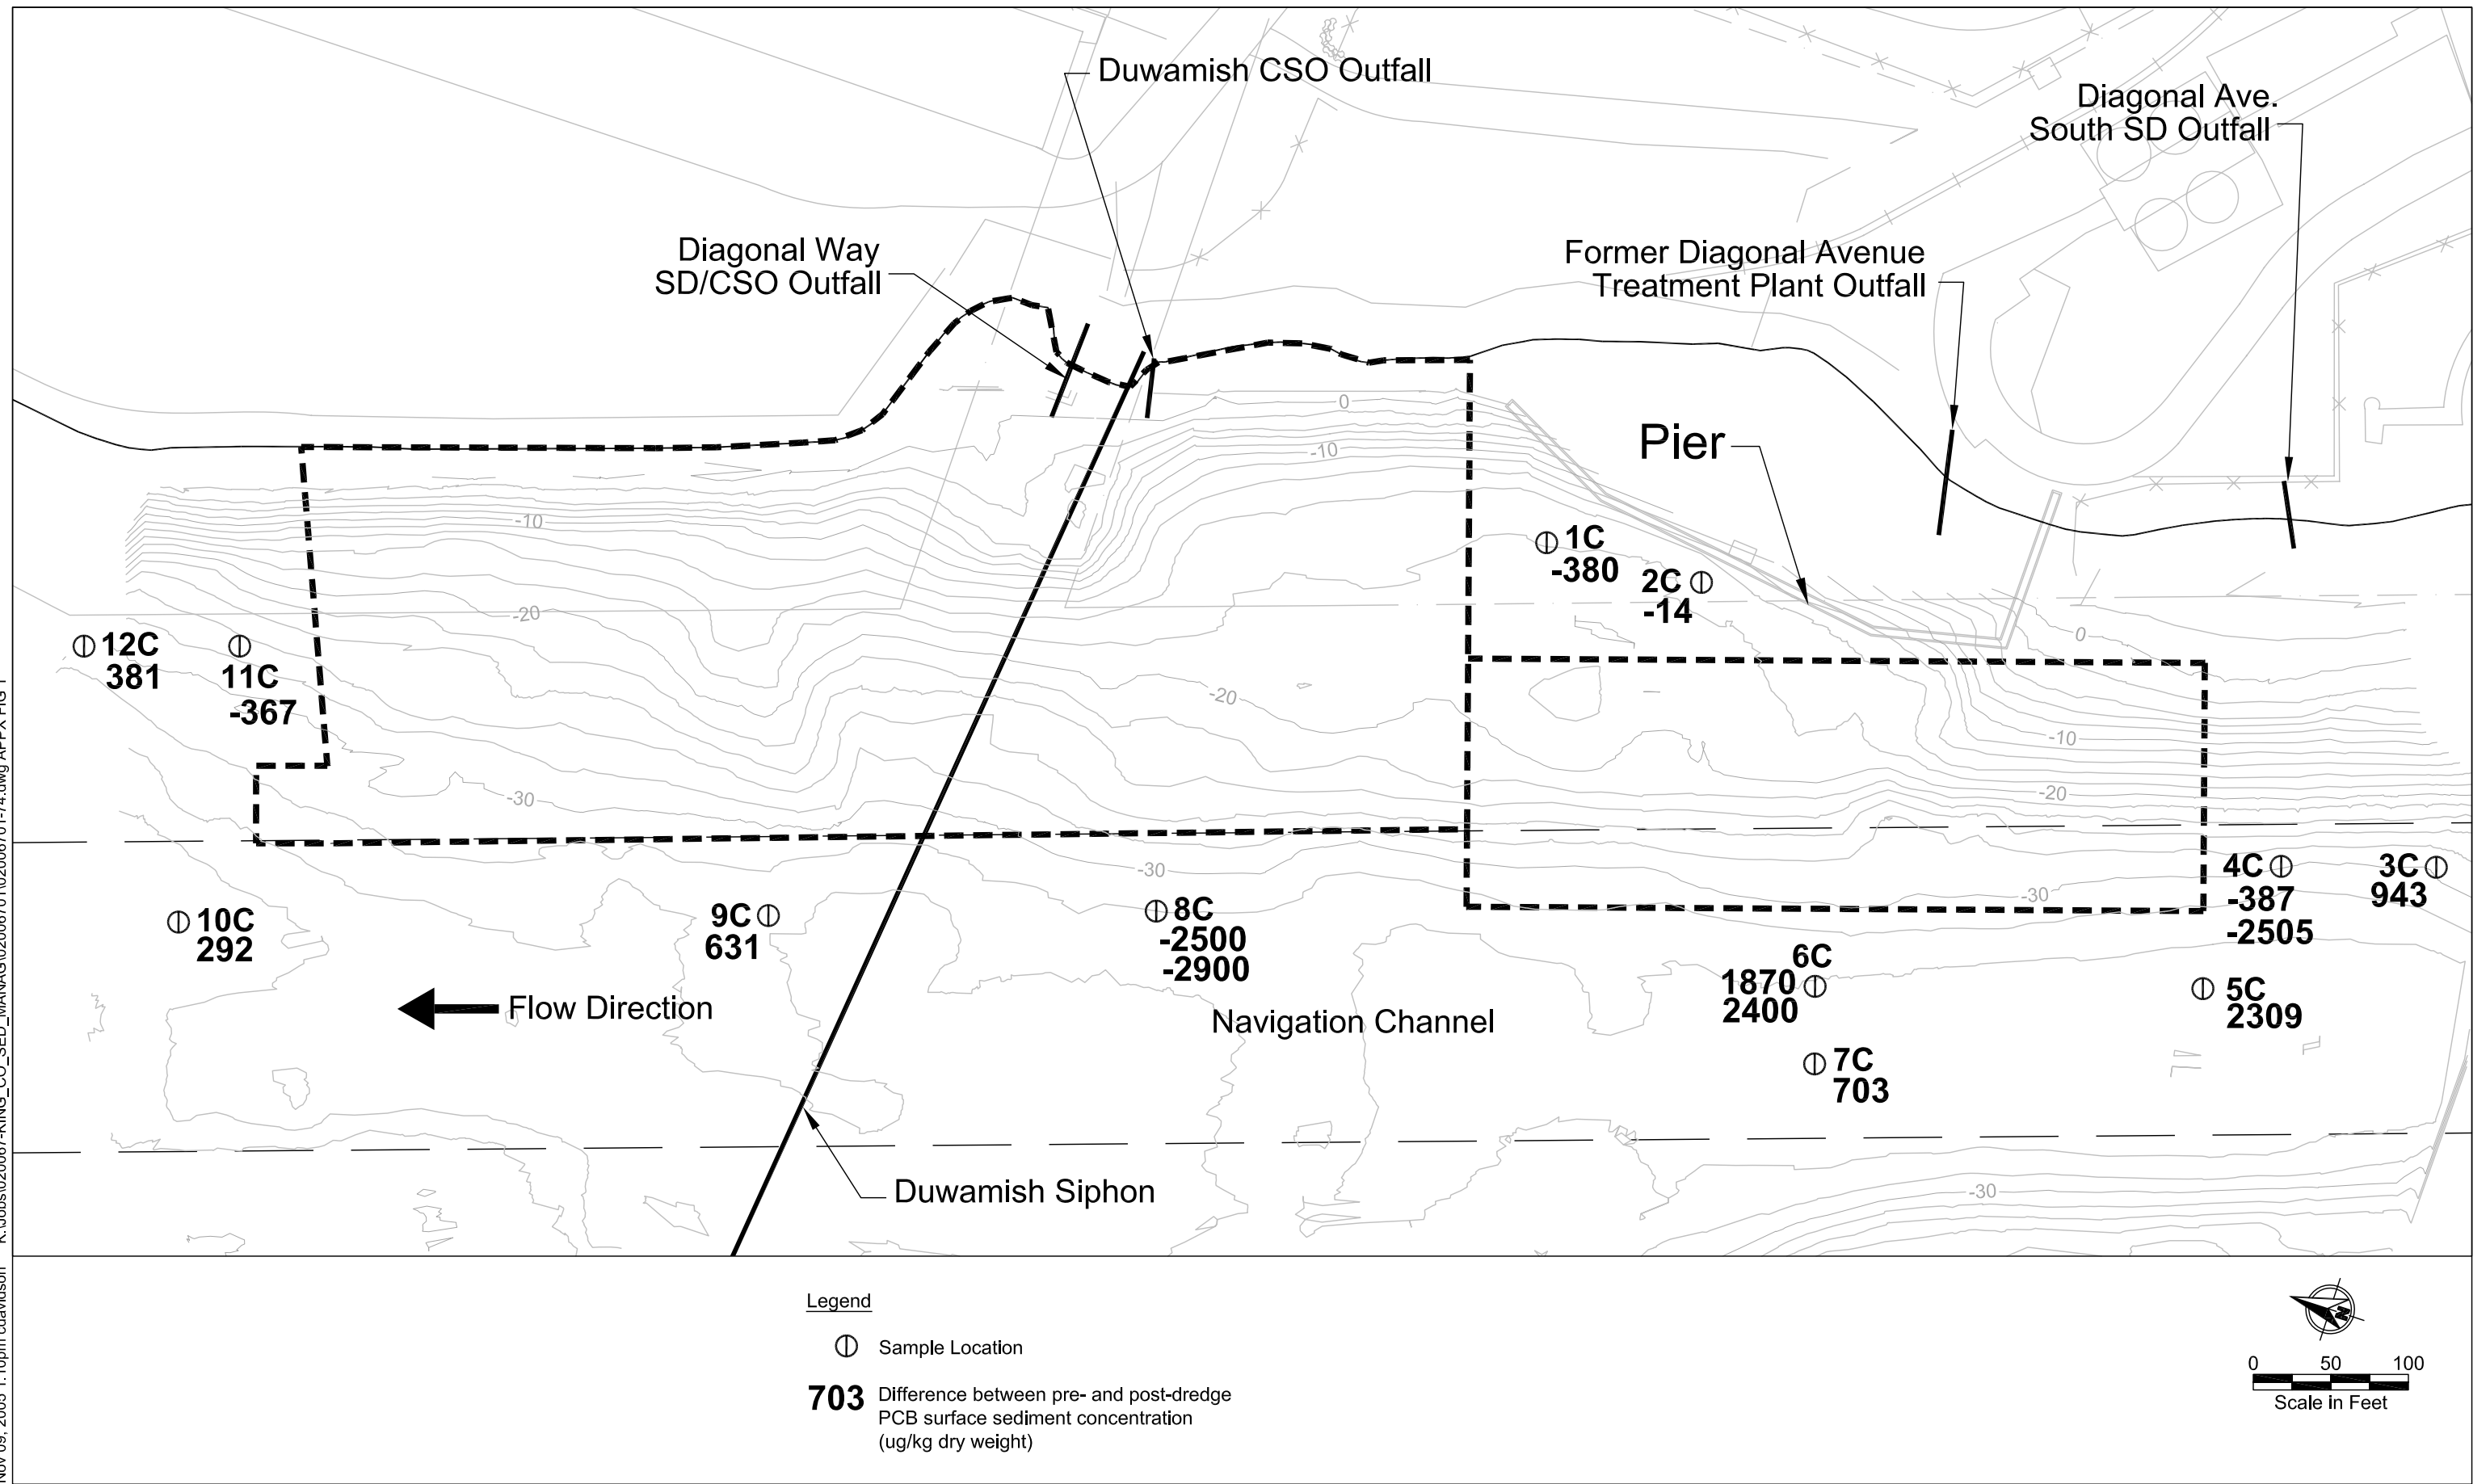 Duwamish CSO Outfall
Diagonal Ave.
South SD Outfall
Diagonal Way
SD/CSO Outfall
Former Diagonal Avenue
Treatment Plant Outfall
0
-10
Pier
-10
1C
-380
2C
-14
-20
0
12C
381
11C
-367
-20
-10
-30
-20
-30
4C
-387
-2505
3C
943
-30
10C
292
9C
631
8C
-2500
-2900
6C
1870
2400
5C
2309
Flow Direction
Navigation Channel
7C
703
Duwamish Siphon
-30
Legend
Sample Location
703 Difference between pre- and post-dredge
PCB surface sediment concentration
(ug/kg dry weight)
N
0 50 100
Scale in Feet